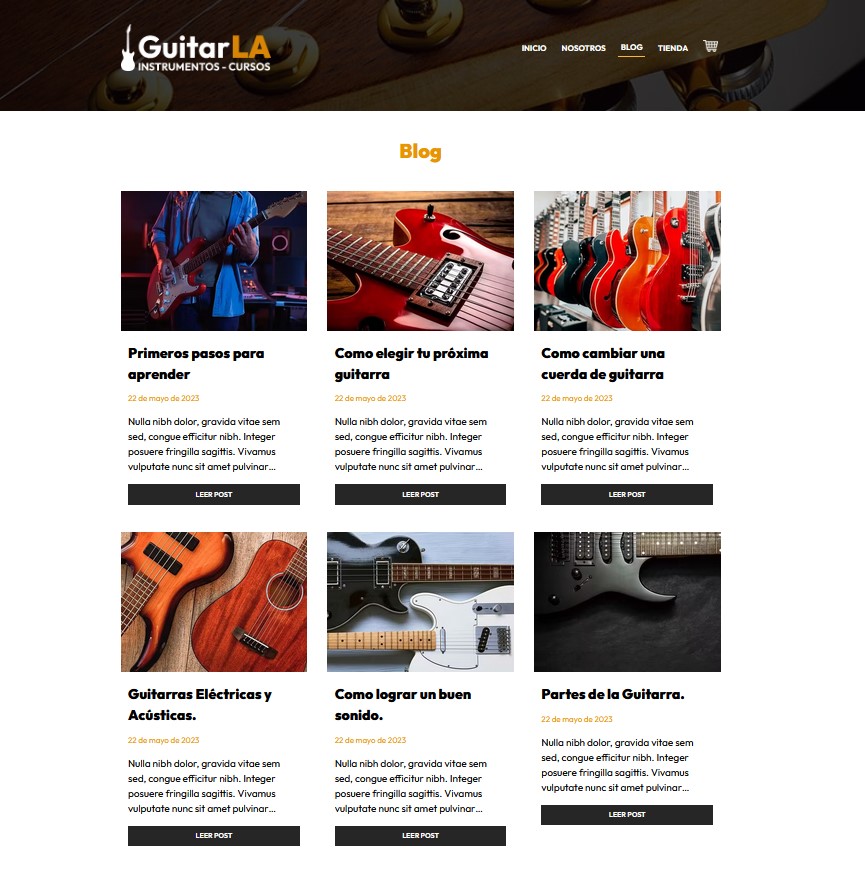 GuitarLA
INSTRUMENTOS - CURSOS
INICIO NOSOTROS BLOG TIENDA
Blog
Primeros pasos para
aprender
22 de mayo de 2023
Nulla nibh dolor, gravida vitae sem
sed, congue efficitur nibh. Integer
posuere fringilla sagittis. Vivamus
vulputate nunc sit amet pulvinar...
LEER POST
Como elegir tu próxima
guitarra
22 de mayo de 2023
Nulla nibh dolor, gravida vitae sem
sed, congue efficitur nibh. Integer
posuere fringilla sagittis. Vivamus
vulputate nunc sit amet pulvinar...
LEER POST
Como cambiar una
cuerda de guitarra
22 de mayo de 2023
Nulla nibh dolor, gravida vitae sem
sed, congue efficitur nibh. Integer
posuere fringilla sagittis. Vivamus
vulputate nunc sit amet pulvinar...
LEER POST
Guitarras Eléctricas y
Acústicas.
22 de mayo de 2023
Nulla nibh dolor, gravida vitae sem
sed, congue efficitur nibh. Integer
posuere fringilla sagittis. Vivamus
vulputate nunc sit amet pulvinar...
LEER POST
Como lograr un buen
sonido.
22 de mayo de 2023
Nulla nibh dolor, gravida vitae sem
sed, congue efficitur nibh. Integer
posuere fringilla sagittis. Vivamus
vulputate nunc sit amet pulvinar...
LEER POST
Partes de la Guitarra.
22 de mayo de 2023
Nulla nibh dolor, gravida vitae sem
sed, congue efficitur nibh. Integer
posuere fringilla sagittis. Vivamus
vulputate nunc sit amet pulvinar...
LEER POST